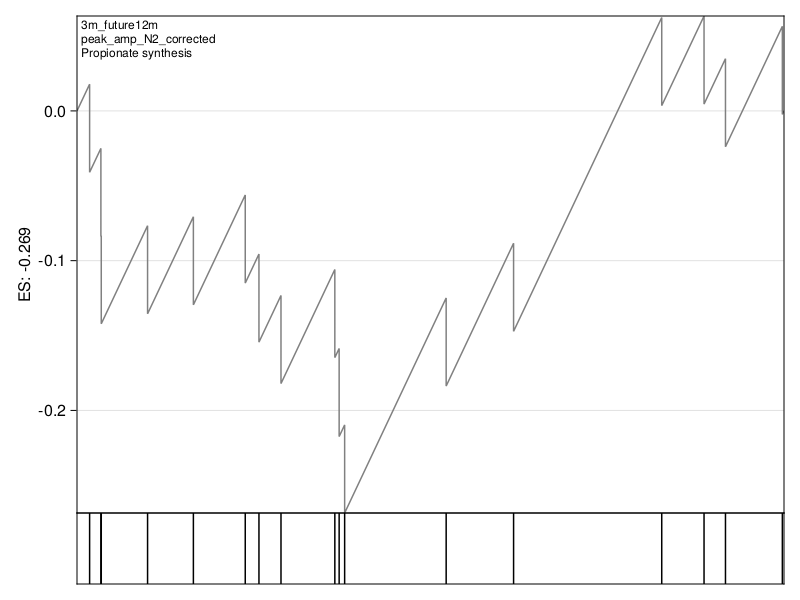 3m_future12m
peak_amp_N2_corrected
Propionate synthesis
0.0
-0.1
-0.2
ES: -0.269